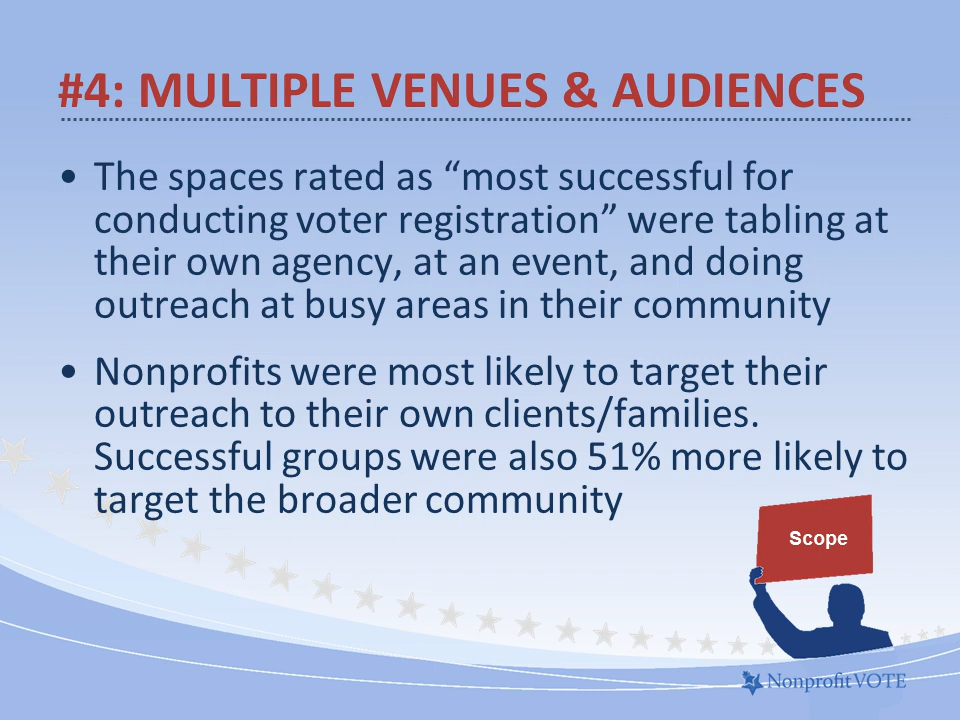 #4: MULTIPLE VENUES & AUDIENCES
• The spaces rated as “most successful for
conducting voter registration” were tabling at
their own agency, at an event, and doing
outreach at busy areas in their community
• Nonprofits were most likely to target their
outreach to their own clients/families.
Successful groups were also 51% more likely to
target the broader community
Scope
NonprofitVOTE